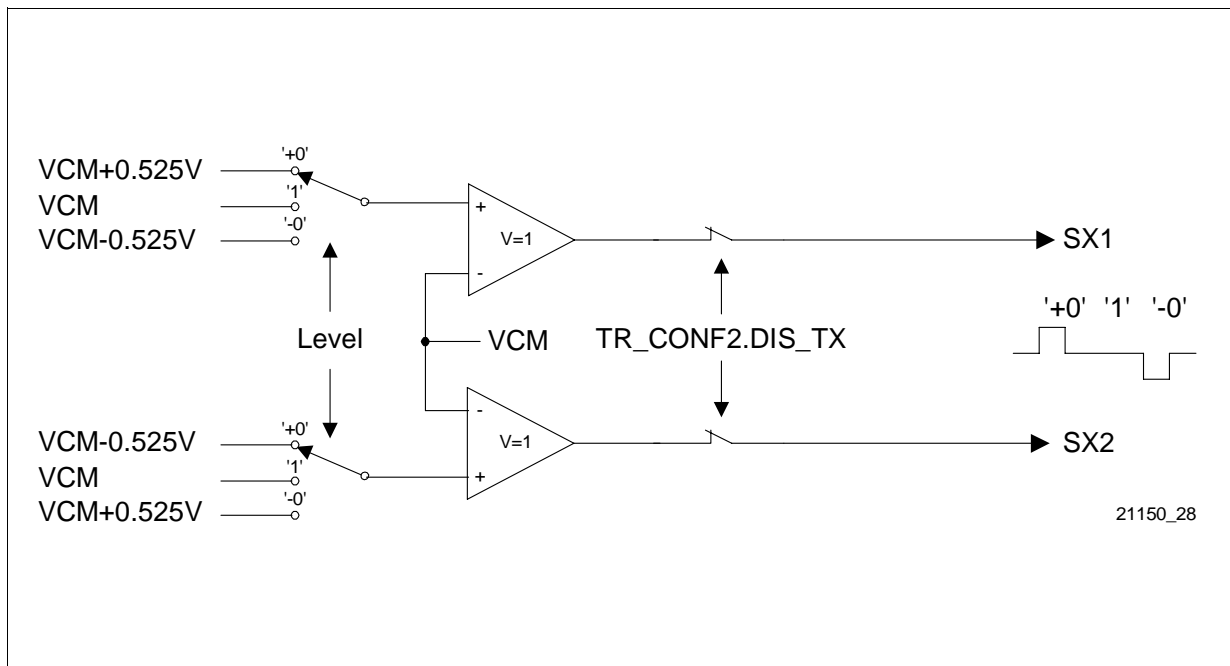 '+0'
VCM+0.525V
'1'
VCM
'-0'
VCM-0.525V
+
V=1
-
SX1
'+0' '1' '-0'
Level
VCM
TR_CONF2.DIS_TX
-
V=1
+
'+0'
VCM-0.525V
'1'
VCM
'-0'
VCM+0.525V
SX2
21150_28